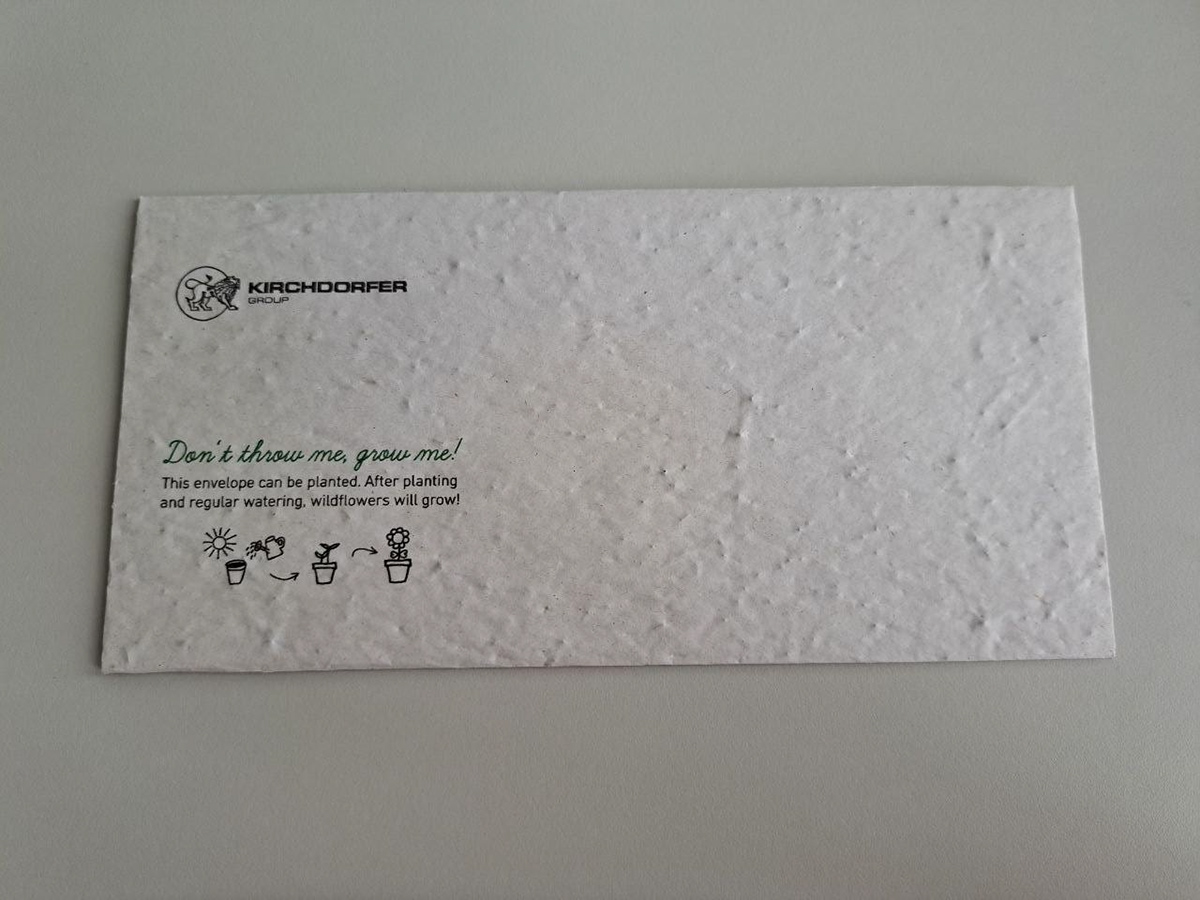 KIRCHDORFER
GROUP
Don't throw me, grow me!
This envelope can be planted. After planting
and regular watering, wildflowers will grow!